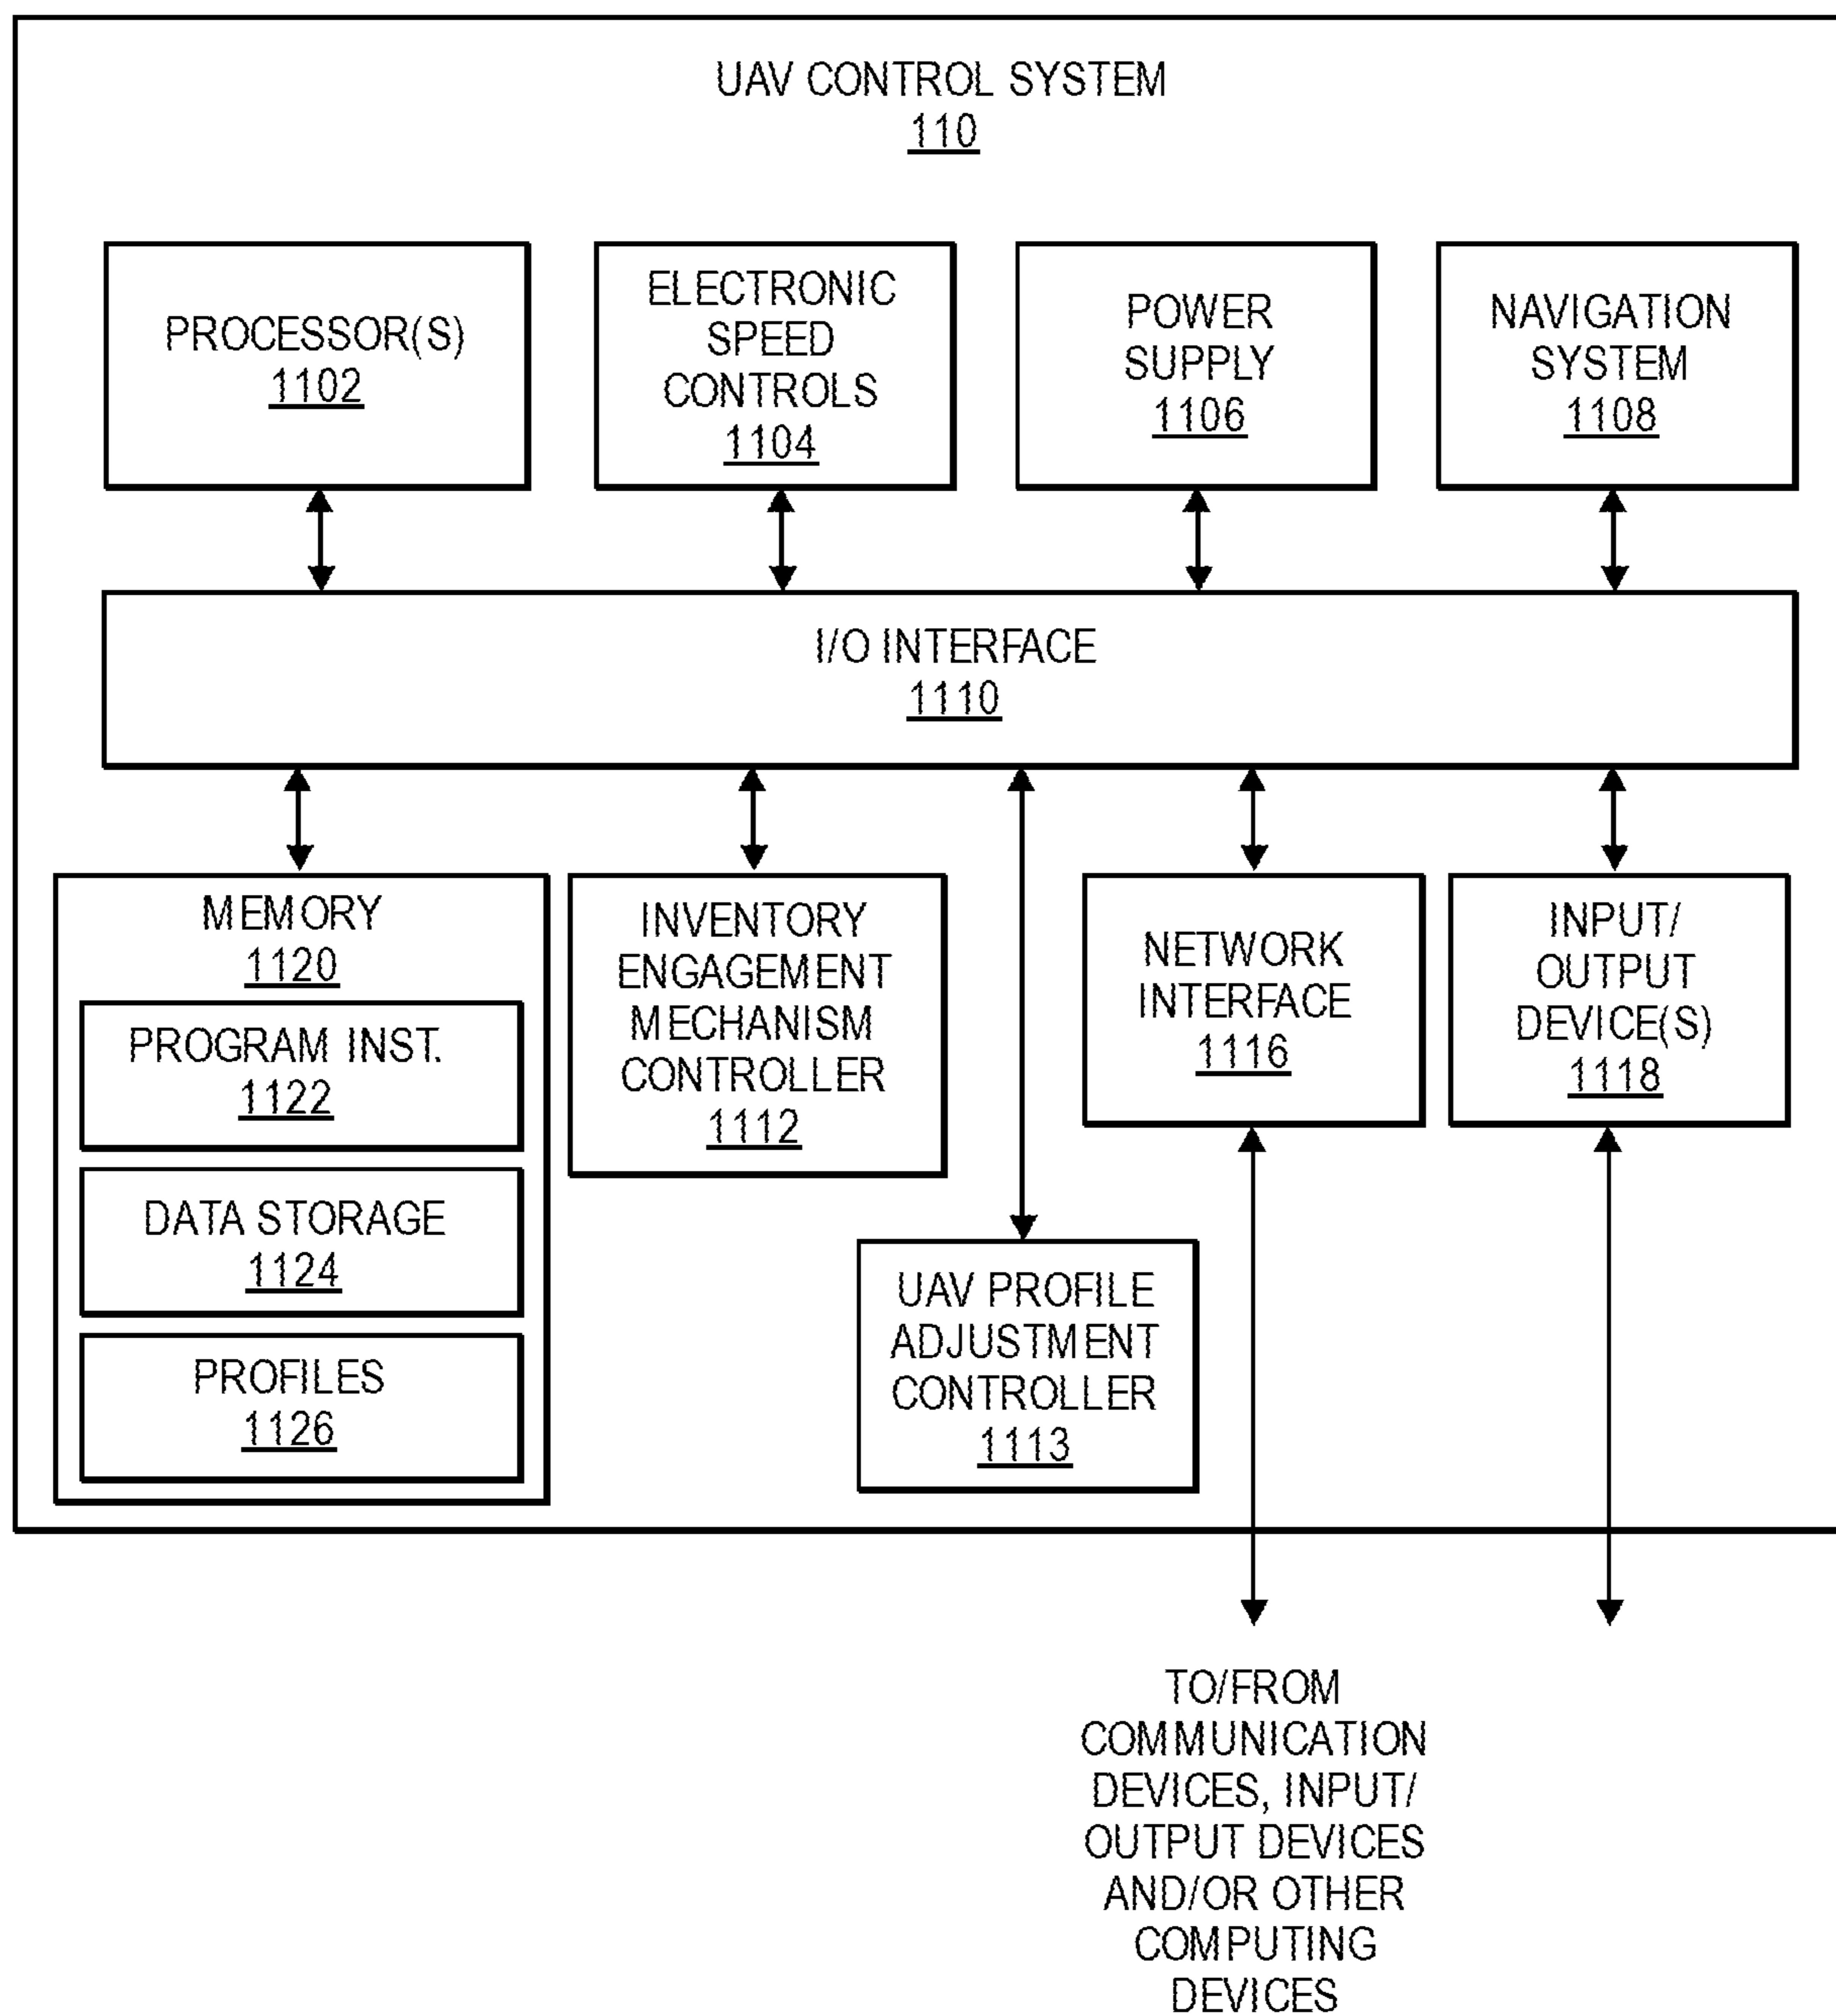 UAV CONTROL SYSTEM
110
PROCESSOR(S)
1102
ELECTRONIC
SPEED
CONTROLS
1104
POWER
SUPPLY
1106
NAVIGATION
SYSTEM
1108
I/O INTERFACE
1110
MEMORY
1120
PROGRAM INST.
1122
DATA STORAGE
1124
PROFILES
1126
INVENTORY
ENGAGEMENT
MECHANISM
CONTROLLER
1112
UAV PROFILE
ADJUSTMENT
CONTROLLER
1113
NETWORK
INTERFACE
1116
INPUT/
OUTPUT
DEVICE(S)
1118
TO/FROM
COMMUNICATION
DEVICES, INPUT/
OUTPUT DEVICES
AND/OR OTHER
COMPUTING
DEVICES